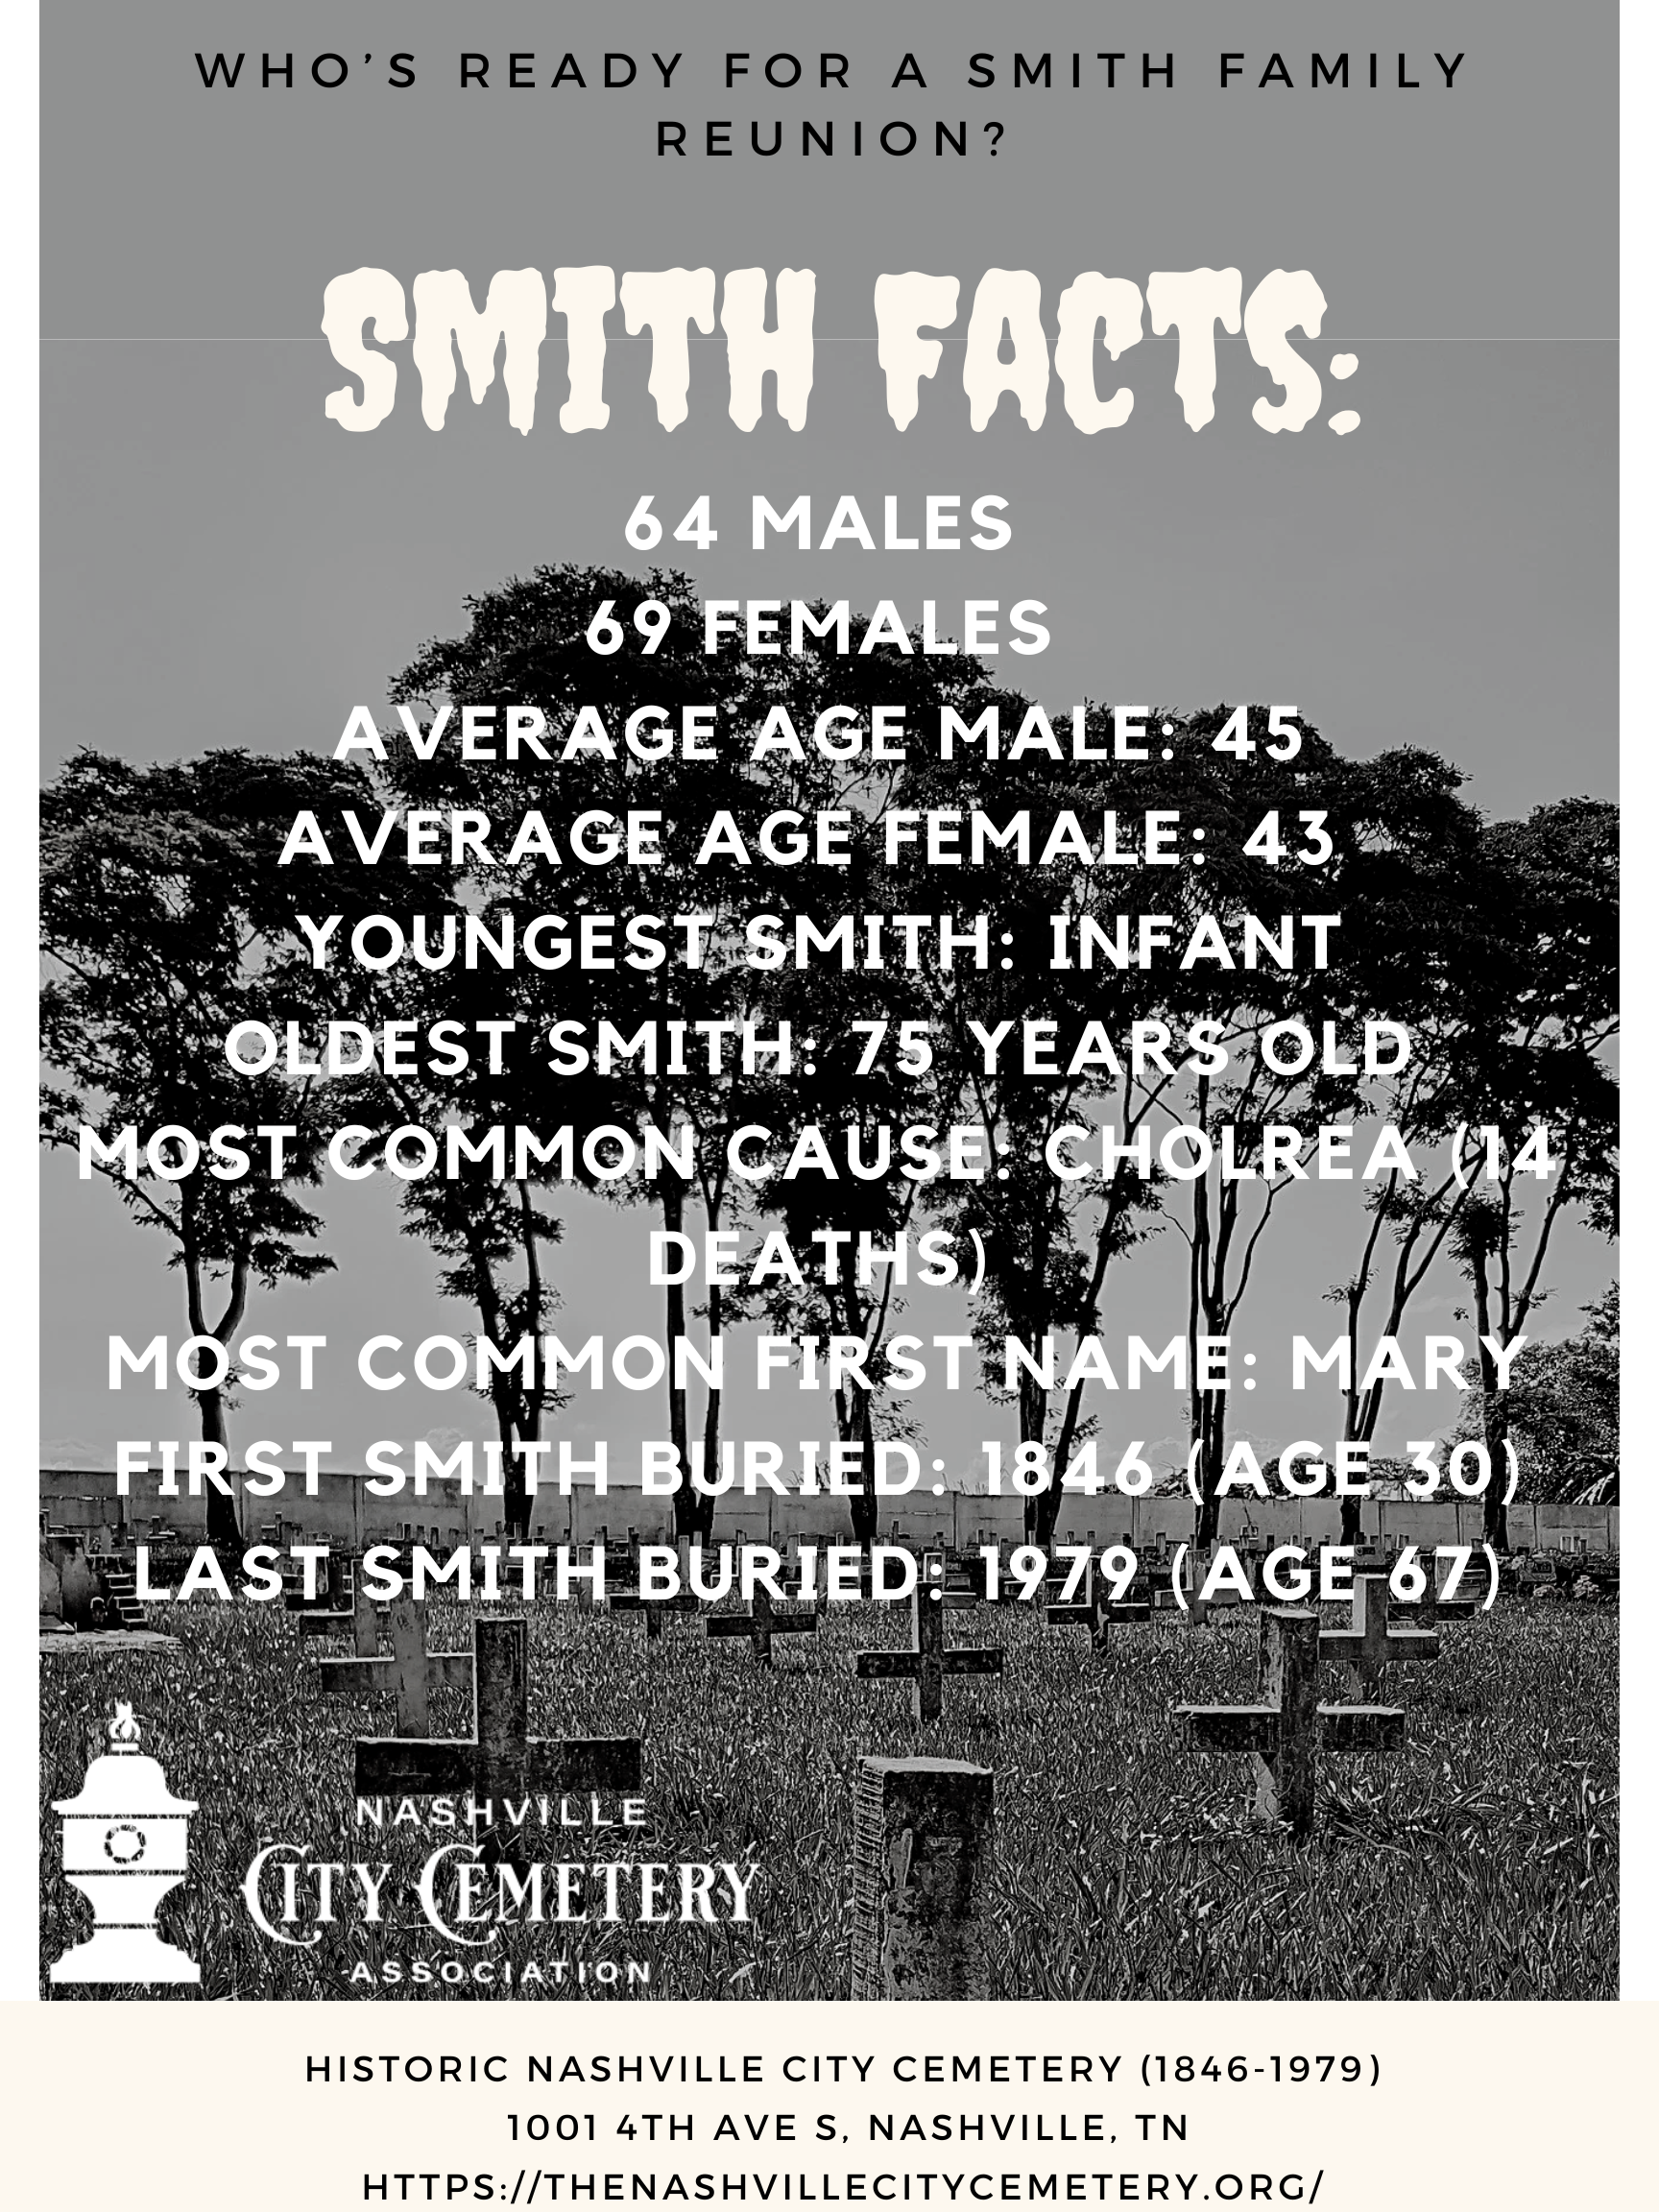 WHO'S READY FOR A SMITH FAMILY
REUNION?
SMITH FACTS:
64 MALES
69 FEMALES
AVERAGE AGE MALE: 45
AVERAGE AGE FEMALE: 43
YOUNGEST SMITH: INFANT
OLDEST SMITH: 75 YEARS OLD
MOST COMMON CAUSE: CHOLREA (14
DEATHS)
MOST COMMON FIRST NAME: MARY
FIRST SMITH BURIED: 1846 (AGE 30)
LAST SMITH BURIED: 1979 (AGE 67)
NASHVILLE
CITY CEMETERY
ASSOCIATION
HISTORIC NASHVILLE CITY CEMETERY (1846-1979)
1001 4TH AVE S, NASHVILLE, TN
HTTPS://THENASHVILLECITYCEMETERY.ORG/